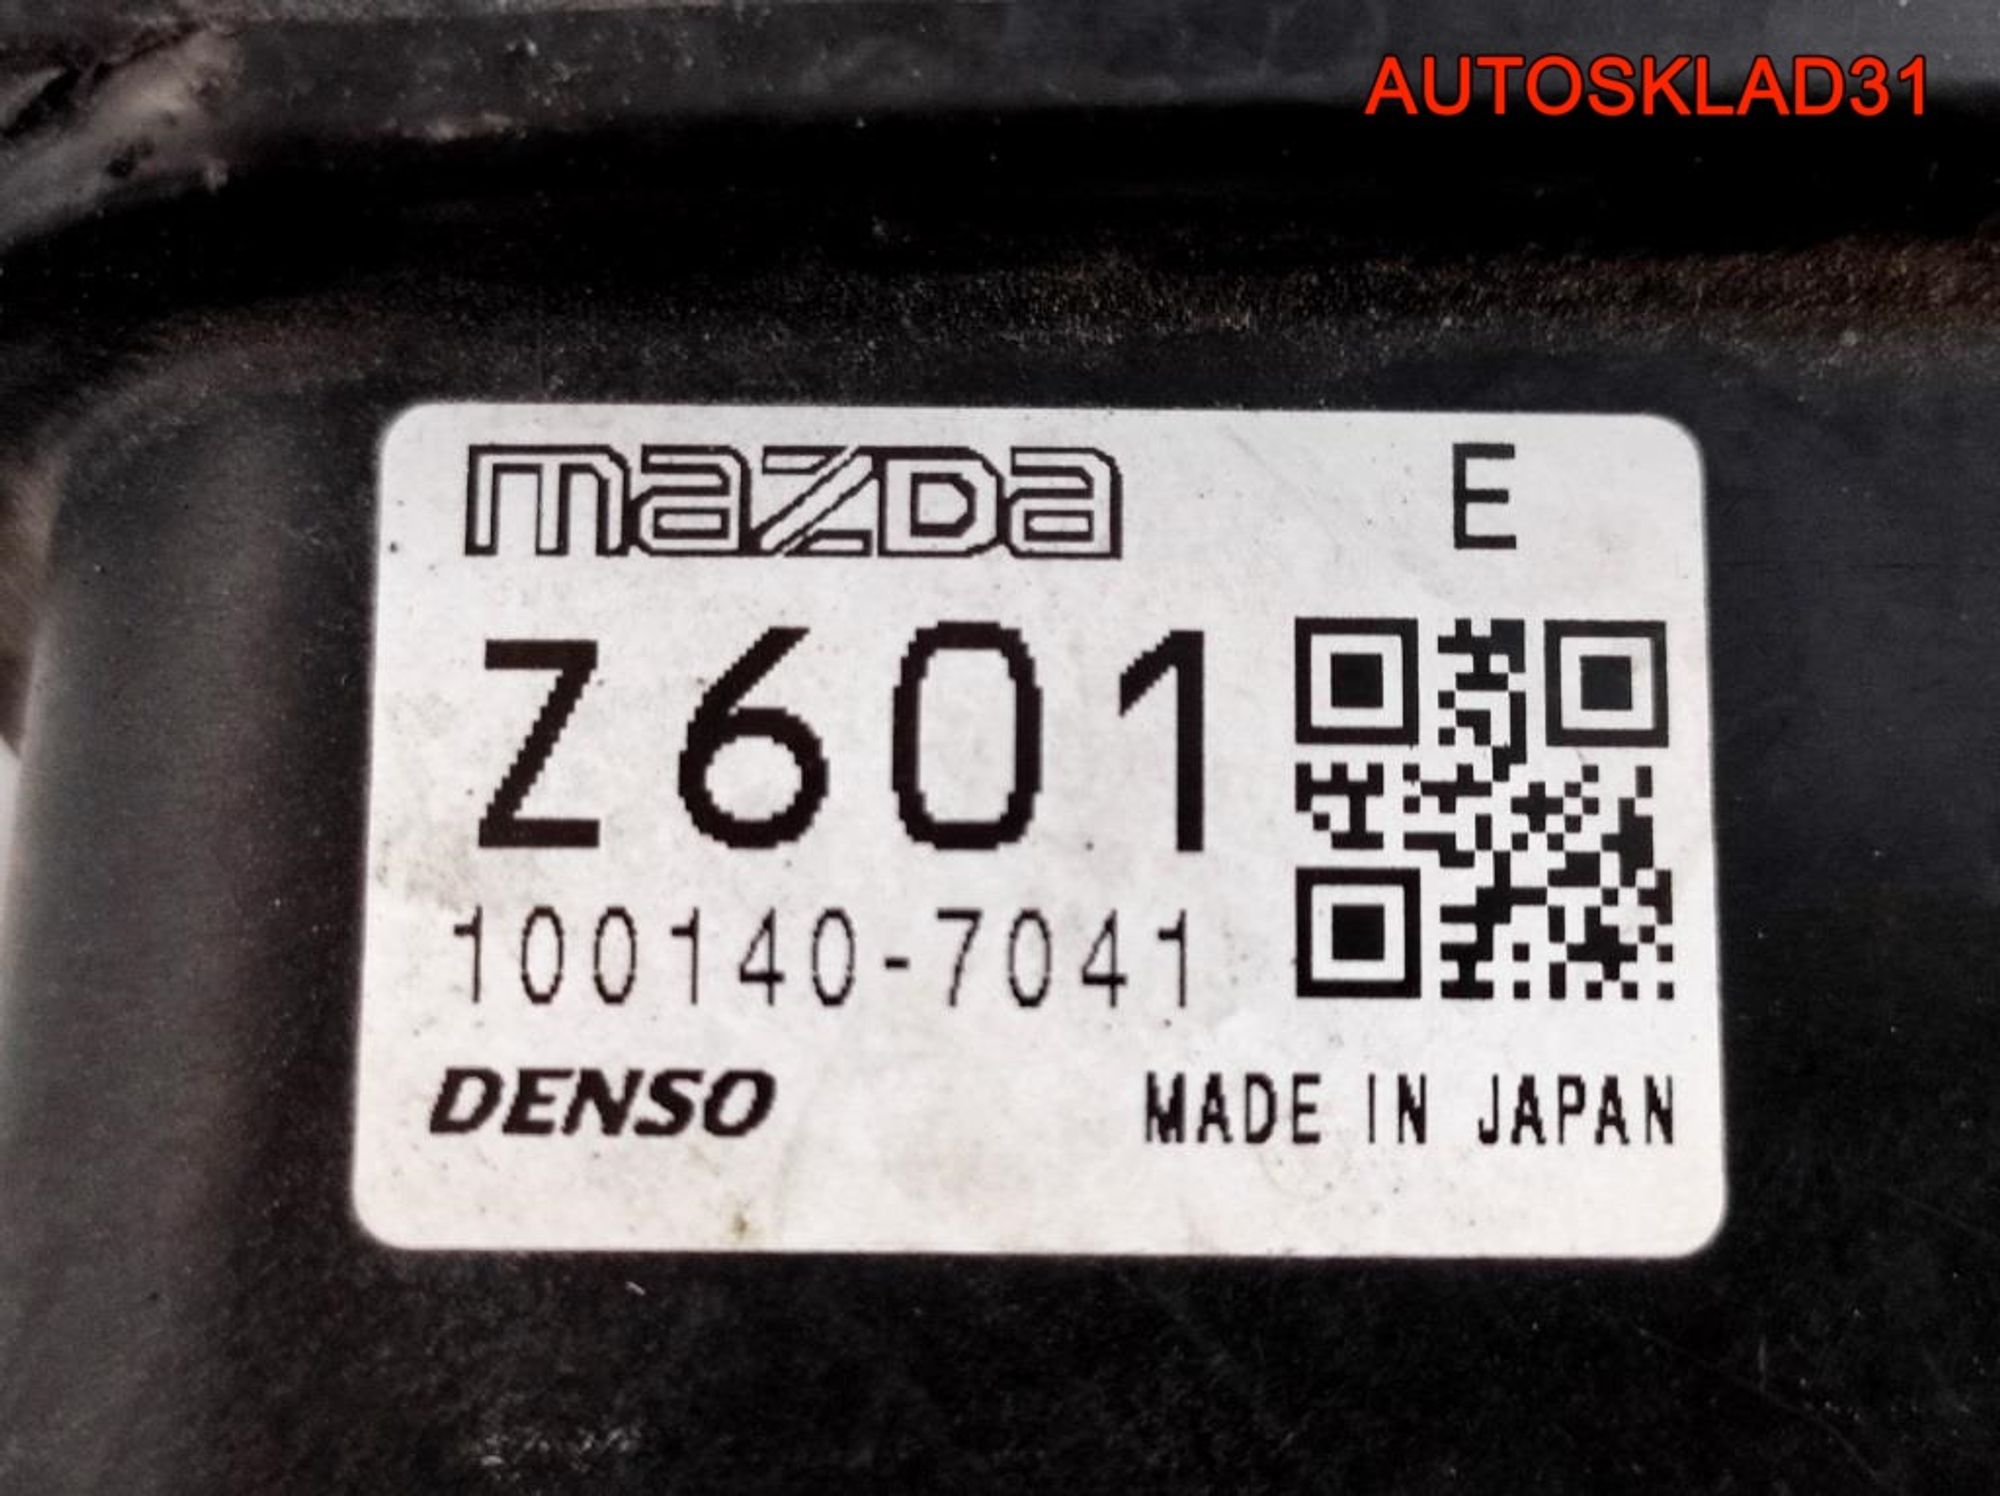 AUTOSKLAD31
mazda E
Z601
100140-7041
DENSO MADE IN JAPAN